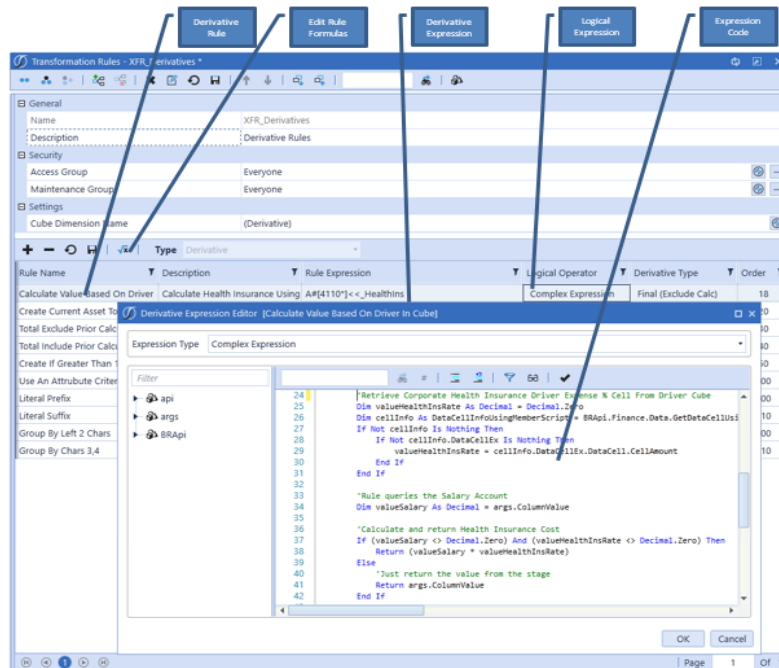 Derivative Rule
Edit Rule Formulas
Derivative Expression
Logical Expression
Expression Code
Transformation Rules - XFR_Derivatives *
General
Name XFR_Derivatives
Description Derivative Rules
Security
Access Group Everyone
Maintenance Group Everyone
Settings
Cube Dimension Name (Derivative)
Type Derivative
Rule Name Description Rule Expression Logical Operator Derivative Type Order
Calculate Value Based On Driver Calculate Health Insurance Using A#[4110*]<<_HealthIns Complex Expression Final (Exclude Calc) 18
Create Current Asset To
Total Exclude Prior Calcu
Total Include Prior Calcu
Create If Greater Than 1
Use An Attrubute Criter
Literal Prefix
Literal Suffix
Group By Left 2 Chars
Group By Chars 3,4
Derivative Expression Editor [Calculate Value Based On Driver In Cube]
Expression Type Complex Expression
Filter
api
args
BRApi
24 'Retrieve Corporate Health Insurance Driver Expense % Cell From Driver Cube
25 Dim valueHealthInsRate As Decimal = Decimal.Zero
26 Dim cellInfo As DataCellInfoUsingMemberScript = BRApi.Finance.Data.GetDataCellUsi
27 If Not cellInfo Is Nothing Then
28 If Not cellInfo.DataCellEx Is Nothing Then
29 valueHealthInsRate = cellInfo.DataCellEx.DataCell.CellAmount
30 End If
31 End If
32
33 'Rule queries the Salary Account
34 Dim valueSalary As Decimal = args.ColumnValue
35
36 'Calculate and return Health Insurance Cost
37 If (valueSalary <> Decimal.Zero) And (valueHealthInsRate <> Decimal.Zero) Then
38 Return (valueSalary * valueHealthInsRate)
39 Else
40 'Just return the value from the stage
41 Return args.ColumnValue
42 End If
OK Cancel
1 Page 1 Of